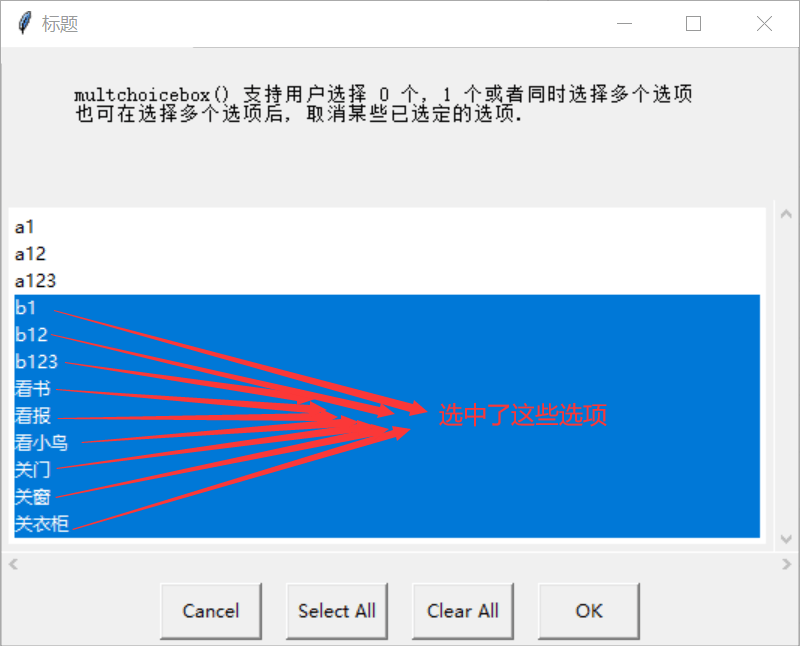 标题
multchoicebox() 支持用户选择 0 个, 1 个或者同时选择多个选项
也可在选择多个选项后, 取消某些已选定的选项.
a1
a12
a123
b1
b12
b123
看书
看报
选中了这些选项
看小鸟
关门
关窗
关衣柜
Cancel
Select All
Clear All
OK